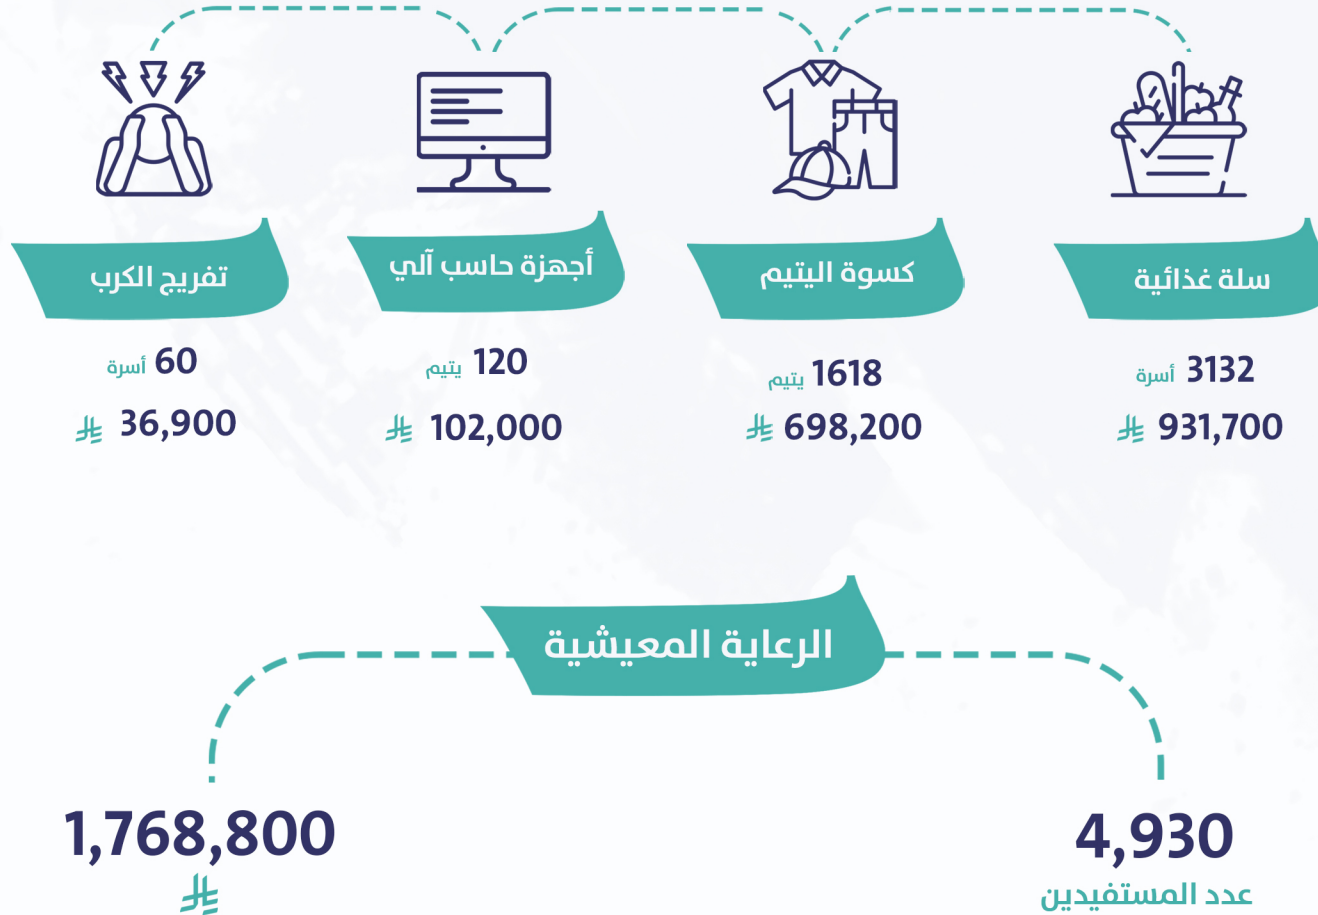 سلة غذائية
3132 أسرة
931,700 ⃁
كسوة اليتيم
1618 يتيم
698,200 ⃁
أجهزة حاسب آلي
120 يتيم
102,000 ⃁
تفريج الكرب
60 أسرة
36,900 ⃁
الرعاية المعيشية
4,930
عدد المستفيدين
1,768,800
⃁